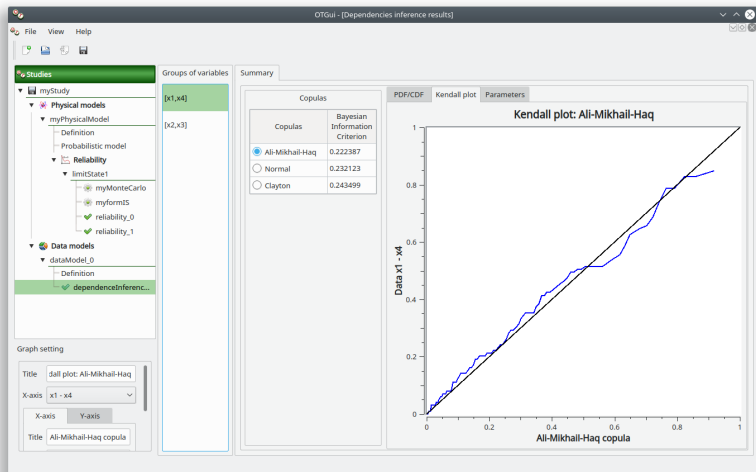 OTGui - [Dependencies inference results]
File View Help
Studies
myStudy
Physical models
myPhysicalModel
Definition
Probabilistic model
Reliability
limitState1
myMonteCarlo
myformIS
reliability_0
reliability_1
Data models
dataModel_0
Definition
dependenceInferenc...
Graph setting
Title dall plot: Ali-Mikhail-Haq
X-axis x1 - x4
X-axis Y-axis
Title Ali-Mikhail-Haq copula
Groups of variables
[x1,x4]
[x2,x3]
Summary
Copulas
Copulas Bayesian Information Criterion
Ali-Mikhail-Haq 0.222387
Normal 0.232123
Clayton 0.243499
PDF/CDF Kendall plot Parameters
Kendall plot: Ali-Mikhail-Haq
1
0.8
0.6
0.4
0.2
0
Data x1 - x4
0 0.2 0.4 0.6 0.8 1
Ali-Mikhail-Haq copula